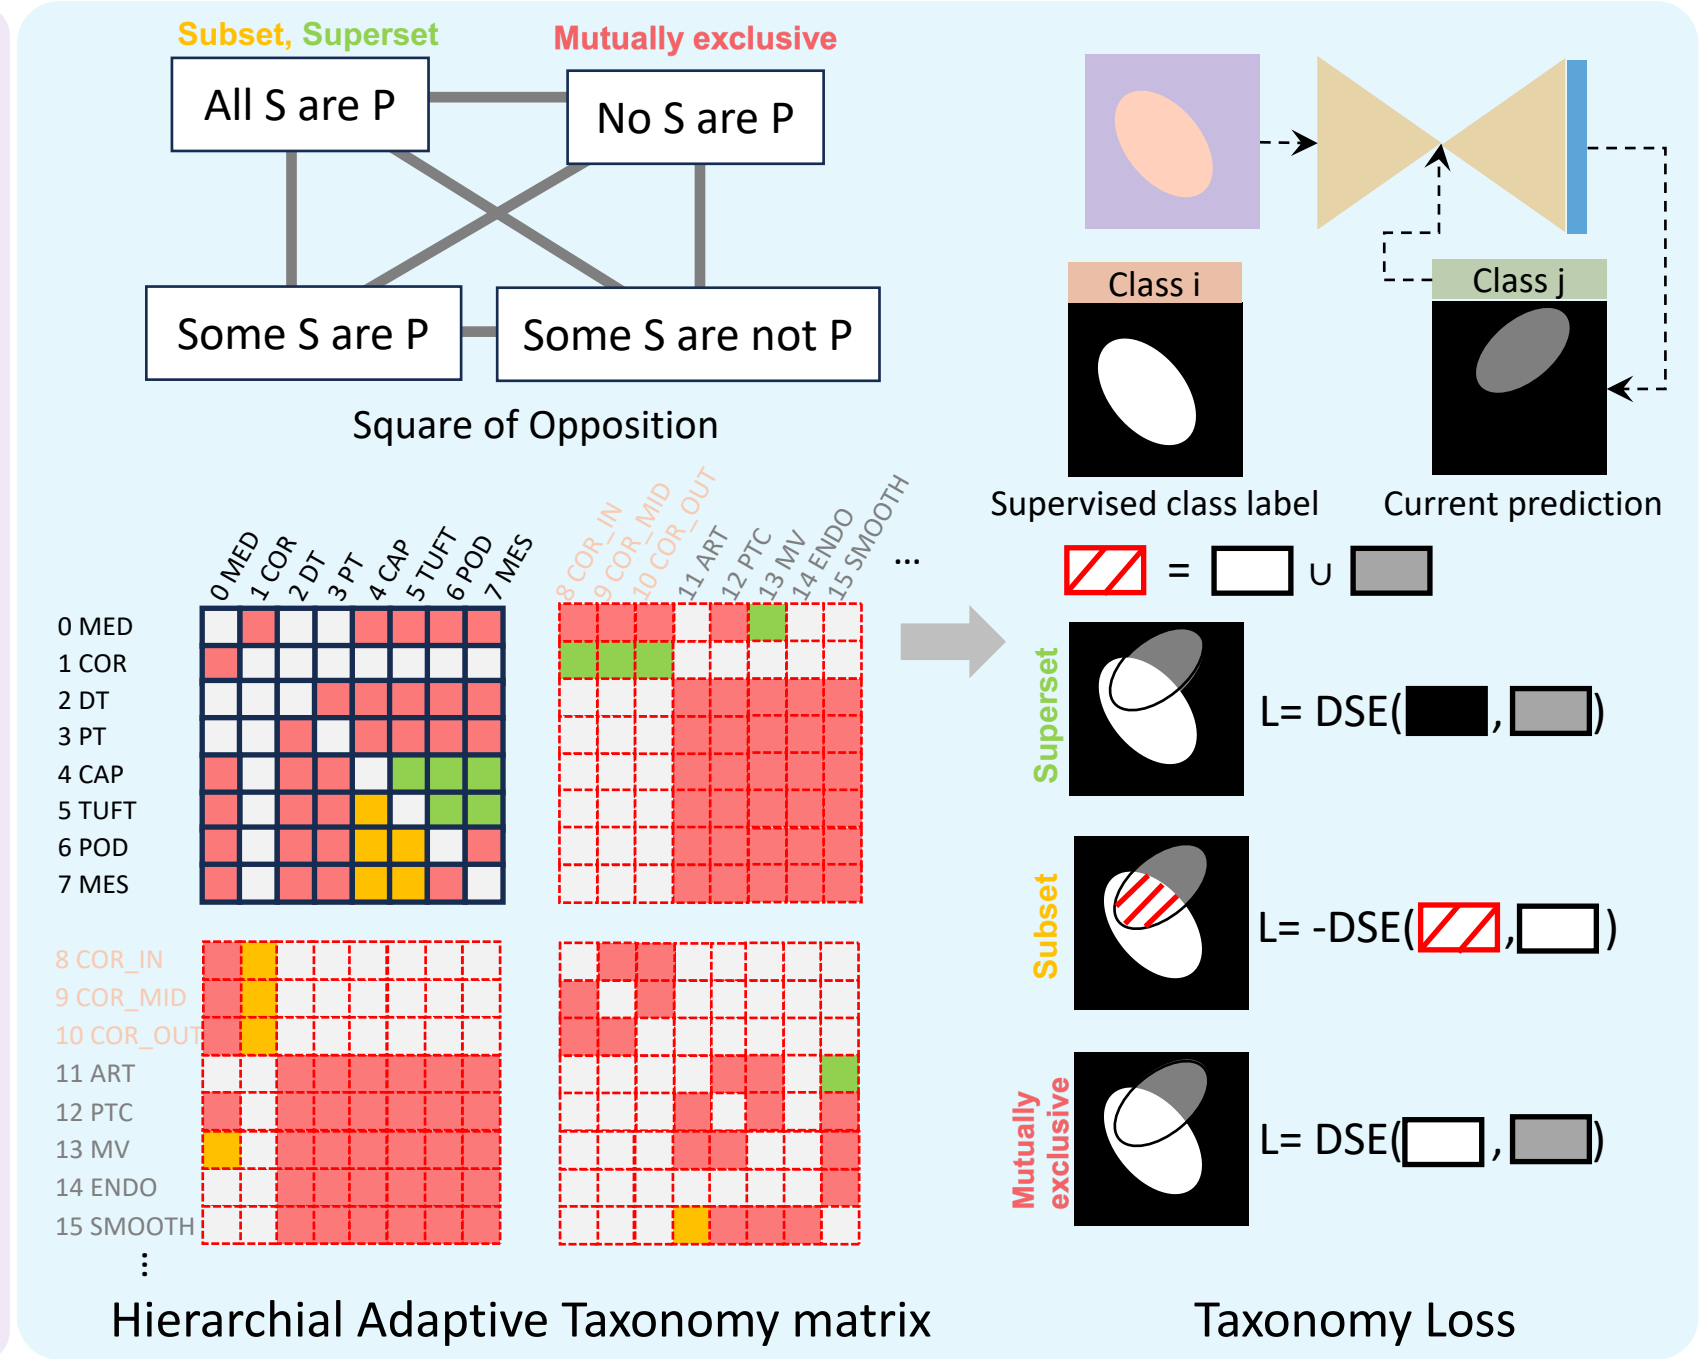 Subset, Superset
Mutually exclusive
All S are P
No S are P
Some S are P
Some S are not P
Square of Opposition
0 MED
1 COR
2 DT
3 PT
4 CAP
5 TUFT
6 POD
7 MES
8 COR_IN
9 COR_MID
10 COR_OUT
11 ART
12 PTC
13 MV
14 ENDO
15 SMOOTH
...
0 MED
1 COR
2 DT
3 PT
4 CAP
5 TUFT
6 POD
7 MES
8 COR_IN
9 COR_MID
10 COR_OUT
11 ART
12 PTC
13 MV
14 ENDO
15 SMOOTH
...
Hierarchial Adaptive Taxonomy matrix
Class i
Class j
Supervised class label
Current prediction
= ∪
Superset
L= DSE( , )
Subset
L= -DSE( , )
Mutually
exclusive
L= DSE( , )
Taxonomy Loss